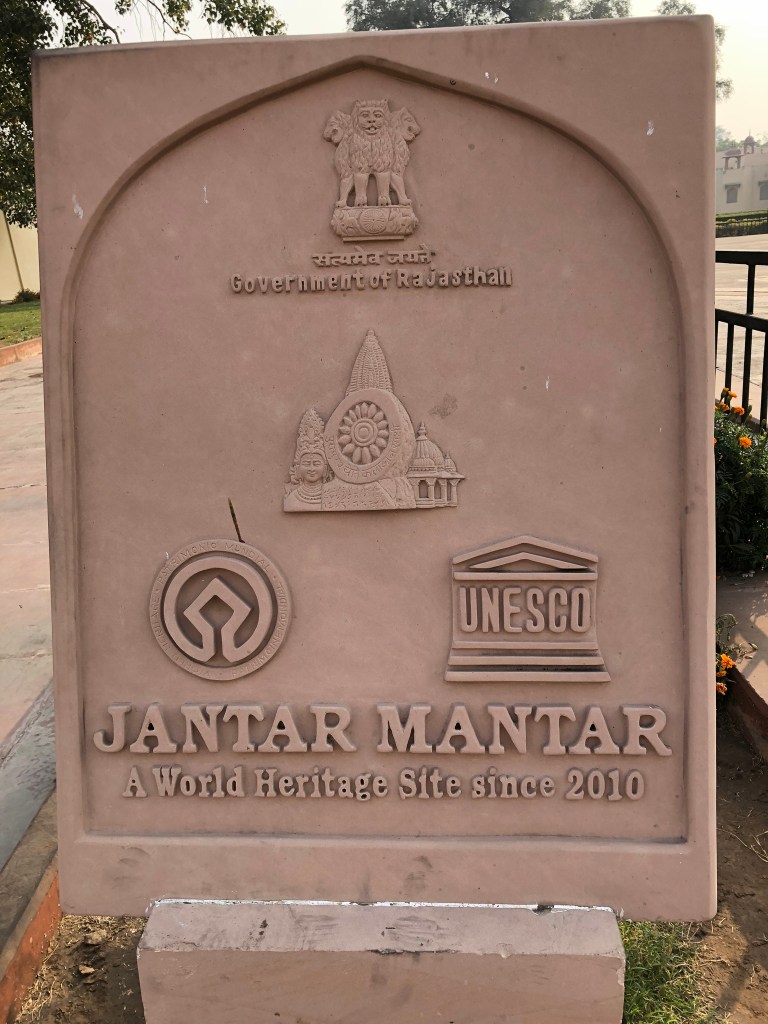 सत्यमेव जयते
Government of Rajasthan
UNESCO
JANTAR MANTAR
A World Heritage Site since 2010